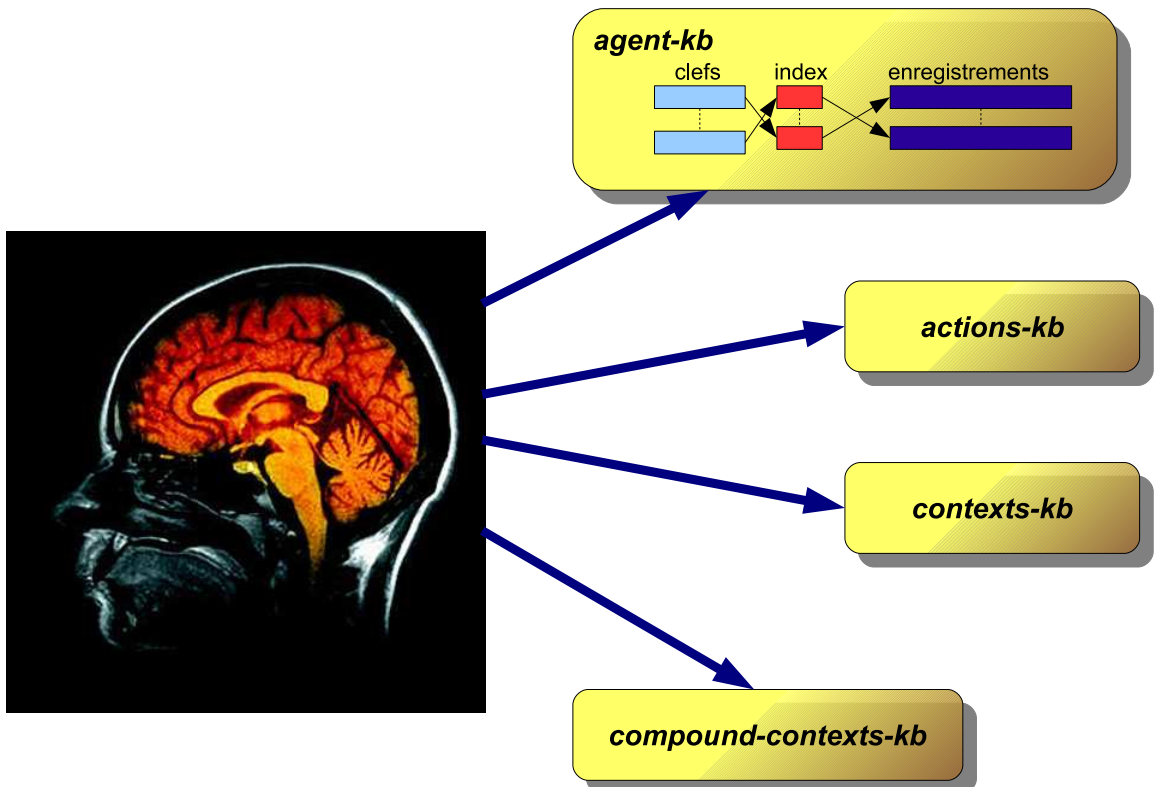 agent-kb
clefs index enregistrements
actions-kb
contexts-kb
compound-contexts-kb